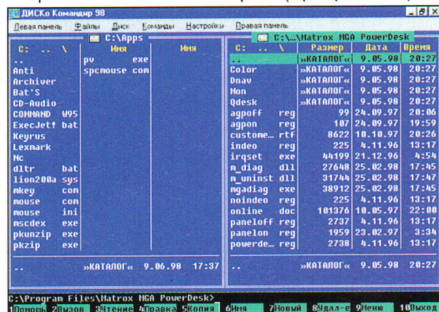 ДИСКо Командир 98
Левая панель Файлы Диск Команды Настройки Правая панель
C:\Apps
C:\…\Matrox MGA PowerDesk
C: .. \ Имя Имя
C: .. \ Размер Дата Время
.. pv exe
Anti spcmouse com
Archiver
Bat'S
CD-Audio
COMMAND W95
ExecJet! bat
Keyrus
Lexmark
Nc
dltr bat
lion200a sys
mkey com
mouse com
mouse ini
mscdex exe
pkunzip exe
pkzip exe
.. »КАТАЛОГ« 9.06.98 17:37
.. »КАТАЛОГ« 9.05.98 20:27
Color »КАТАЛОГ« 9.05.98 20:27
Dnav »КАТАЛОГ« 9.05.98 20:27
Mon »КАТАЛОГ« 9.05.98 20:27
Qdesk »КАТАЛОГ« 9.05.98 20:27
agpoff reg 99 24.09.97 20:06
agpon reg 107 24.09.97 19:59
custome… rtf 8622 10.10.97 20:26
indeo reg 225 4.11.96 13:17
irqset exe 44199 21.12.96 4:54
m_diag dll 27648 25.02.98 17:45
m_uninst dll 31744 25.02.98 17:47
mgadiag exe 38912 25.02.98 17:45
noindeo reg 225 4.11.96 13:17
online doc 101376 18.05.97 22:00
paneloff reg 2737 4.11.96 13:17
panelon reg 1959 23.02.97 3:34
powerde… reg 2738 4.11.96 13:17
.. »КАТАЛОГ« 9.05.98 20:27
C:\Program Files\Matrox MGA PowerDesk>
1Помощь 2Вызов 3Чтение 4Правка 5Копия 6Имя 7Новый 8Удал-е 9Меню 10Выход